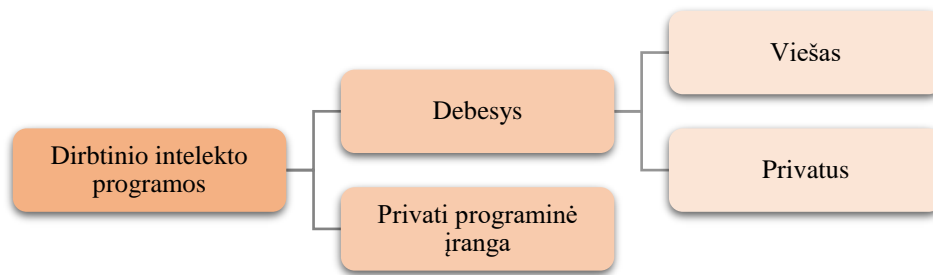 Dirbtinio intelekto
programos
Debesys
Privati programinė
įranga
Viešas
Privatus